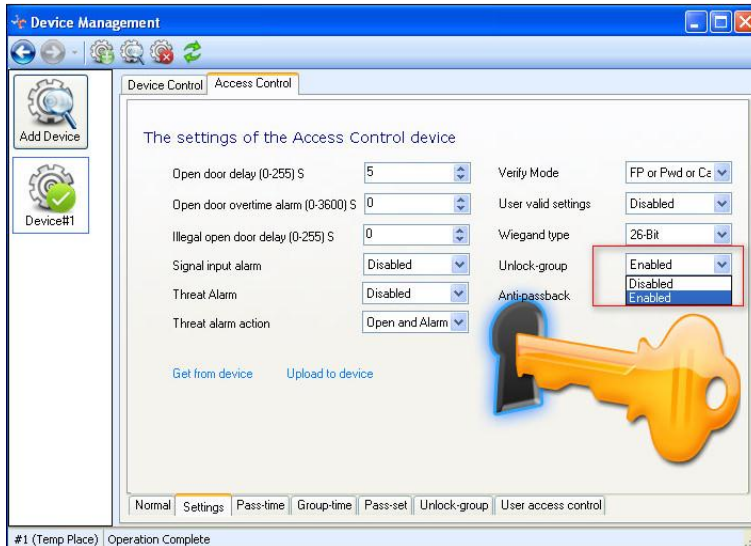 Device Management
Device Control Access Control
Add Device
Device#1
The settings of the Access Control device
Open door delay (0-255) S 5 Verify Mode FP or Pwd or Ca
Open door overtime alarm (0-3600) S 0 User valid settings Disabled
Illegal open door delay (0-255) S 0 Wiegand type 26-Bit
Signal input alarm Disabled Unlock-group Enabled
Disabled
Enabled
Threat Alarm Disabled Anti-passback
Threat alarm action Open and Alarm
Get from device Upload to device
Normal Settings Pass-time Group-time Pass-set Unlock-group User access control
#1 (Temp Place) Operation Complete